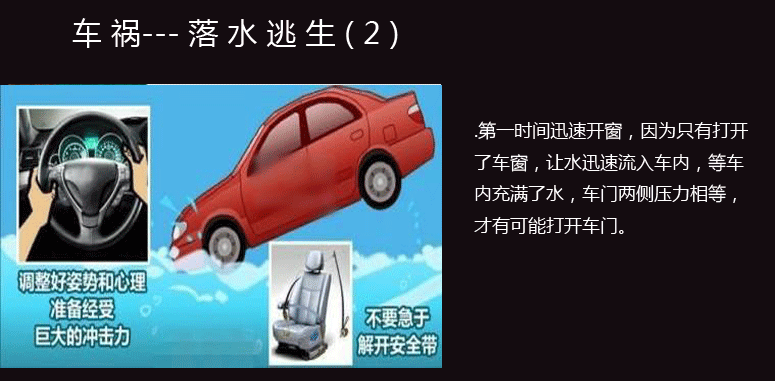 车祸---落水逃生(2)
.第一时间迅速开窗，因为只有打开
了车窗，让水迅速流入车内，等车
内充满了水，车门两侧压力相等，
才有可能打开车门。
调整好姿势和心理
准备经受
巨大的冲击力
不要急于
解开安全带